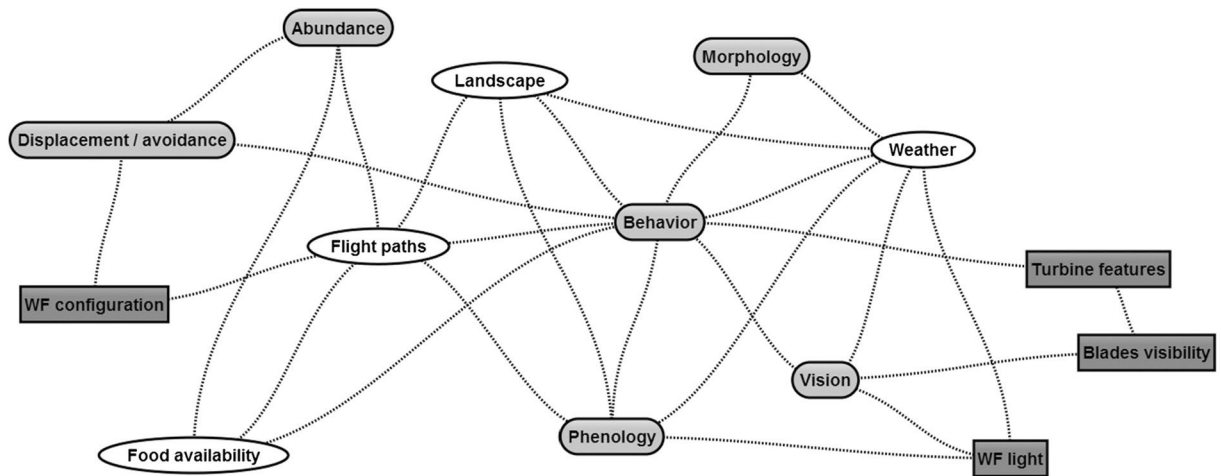 Abundance
Morphology
Landscape
Displacement / avoidance
Weather
Behavior
Flight paths
Turbine features
WF configuration
Blades visibility
Vision
Phenology
Food availability
WF light